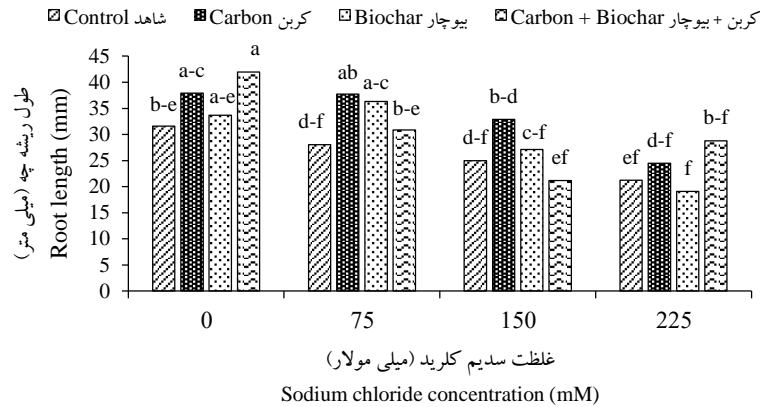 Control شاهد Carbon کربن Biochar بیوچار Carbon + Biochar کربن + بیوچار
طول ریشه چه (میلی متر)
Root length (mm)
45
40
35
30
25
20
15
10
5
0
b-e a-c a-e a
d-f ab a-c b-e
d-f b-d c-f ef
ef d-f f b-f
0 75 150 225
غلظت سدیم کلرید (میلی مولار)
Sodium chloride concentration (mM)